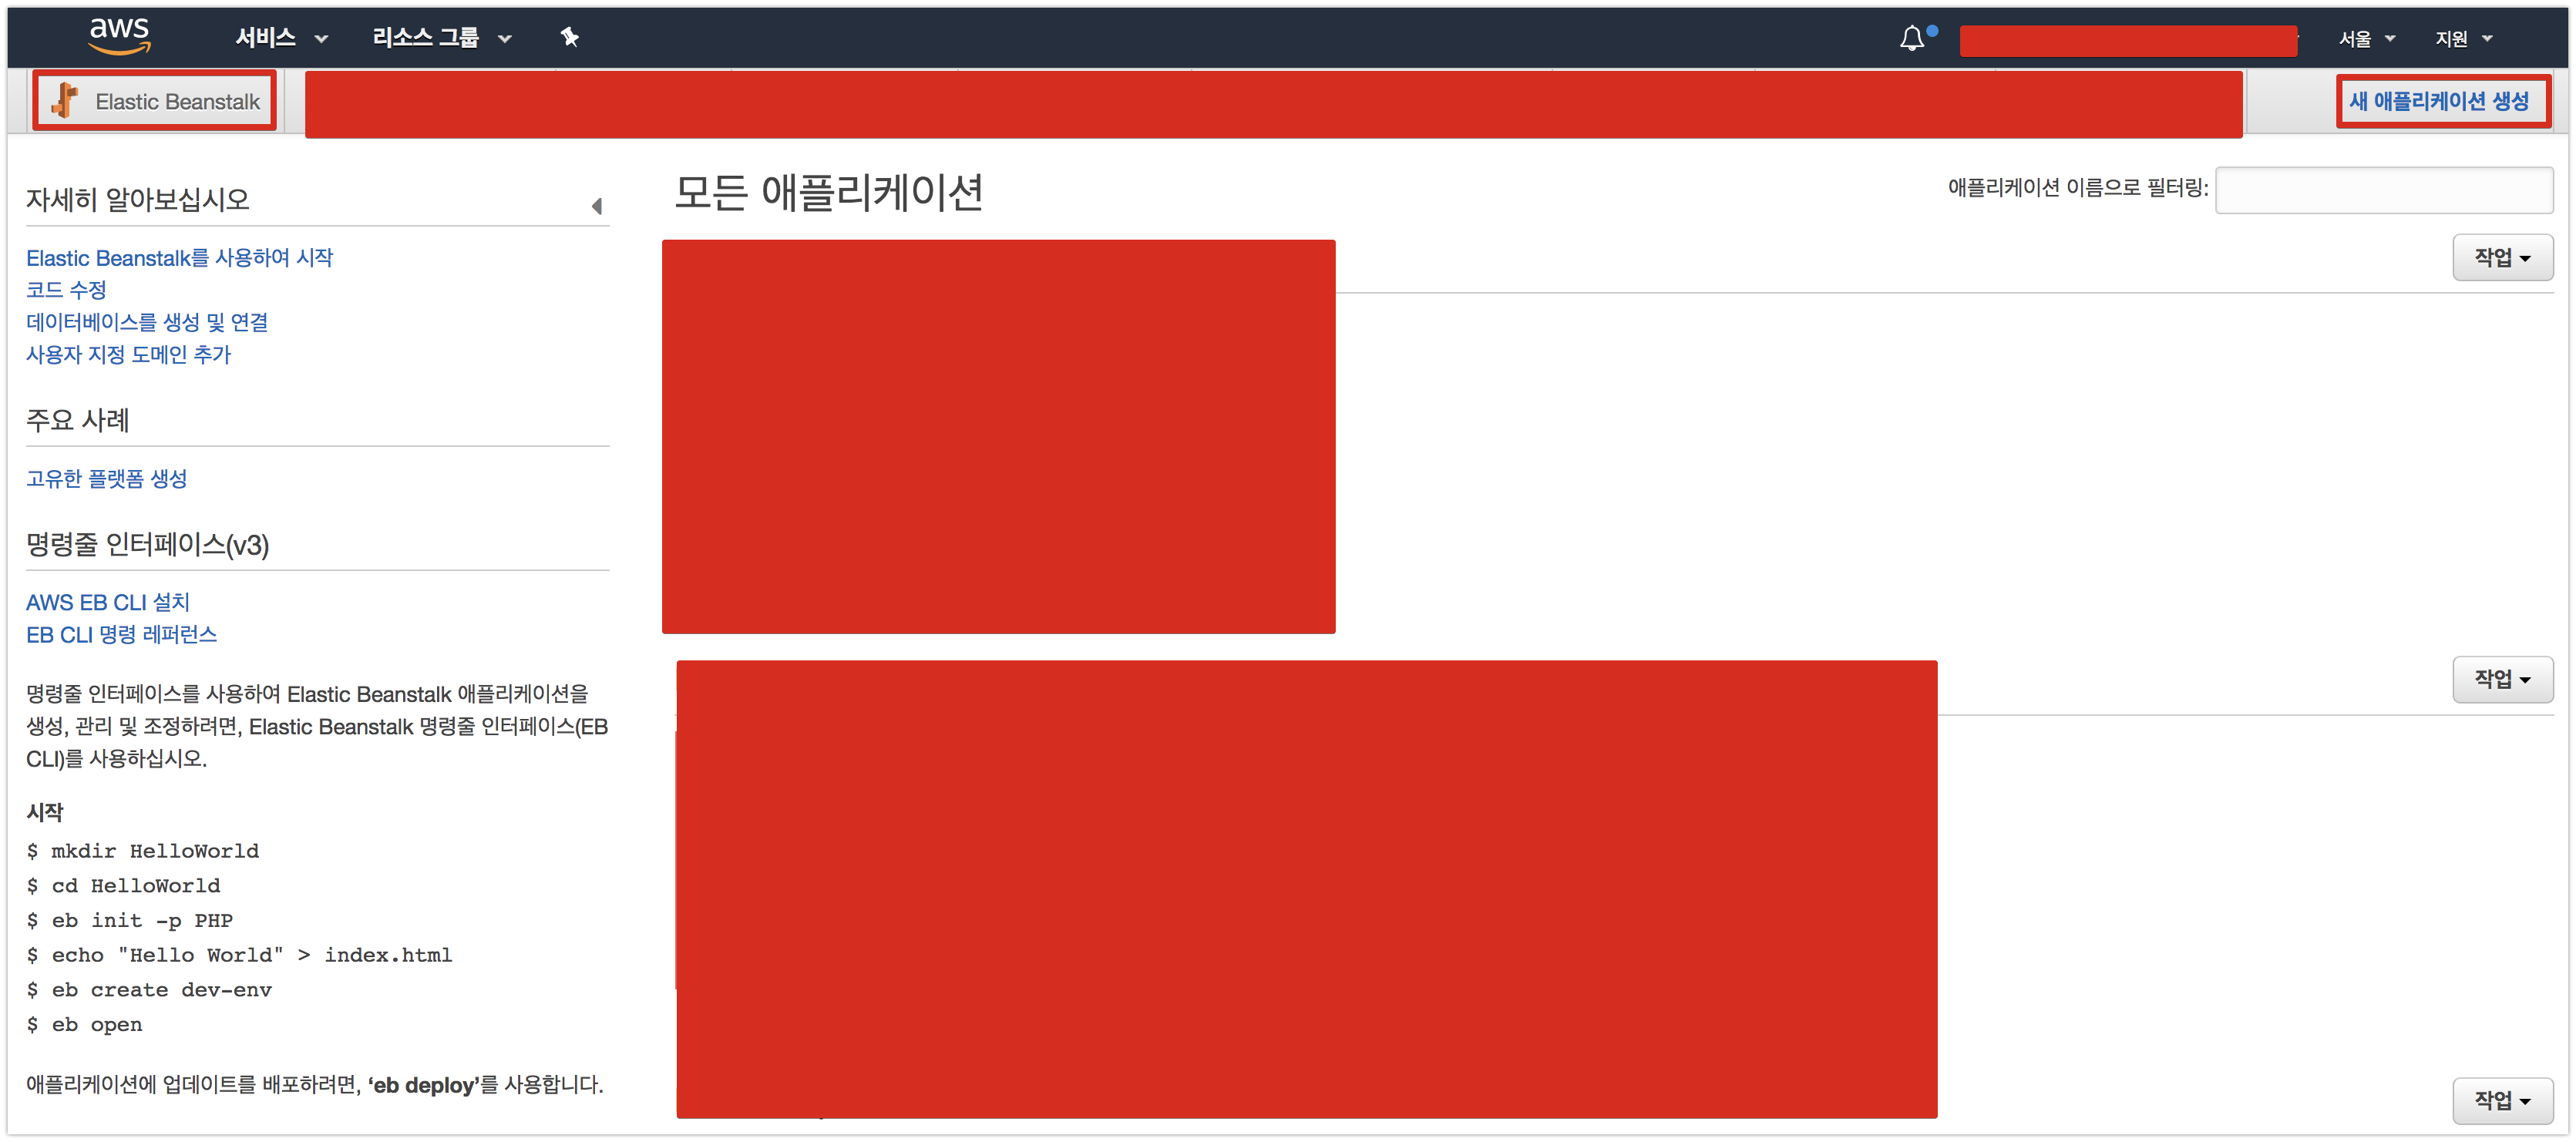 aws 서비스 리소스 그룹 서울 지원
Elastic Beanstalk 새 애플리케이션 생성
자세히 알아보십시오
Elastic Beanstalk를 사용하여 시작
코드 수정
데이터베이스를 생성 및 연결
사용자 지정 도메인 추가
주요 사례
고유한 플랫폼 생성
명령줄 인터페이스(v3)
AWS EB CLI 설치
EB CLI 명령 레퍼런스
명령줄 인터페이스를 사용하여 Elastic Beanstalk 애플리케이션을
생성, 관리 및 조정하려면, Elastic Beanstalk 명령줄 인터페이스(EB
CLI)를 사용하십시오.
시작
$ mkdir HelloWorld
$ cd HelloWorld
$ eb init -p PHP
$ echo "Hello World" > index.html
$ eb create dev-env
$ eb open
애플리케이션에 업데이트를 배포하려면, ‘eb deploy’를 사용합니다.
모든 애플리케이션
애플리케이션 이름으로 필터링:
작업
작업
작업